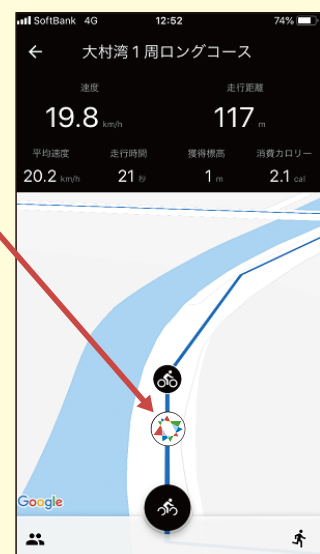 SoftBank 4G 12:52 74%
大村湾1周ロングコース
速度 走行距離
19.8 km/h 117 m
平均速度 走行時間 獲得標高 消費カロリー
20.2 km/h 21 秒 1 m 2.1 cal
Google